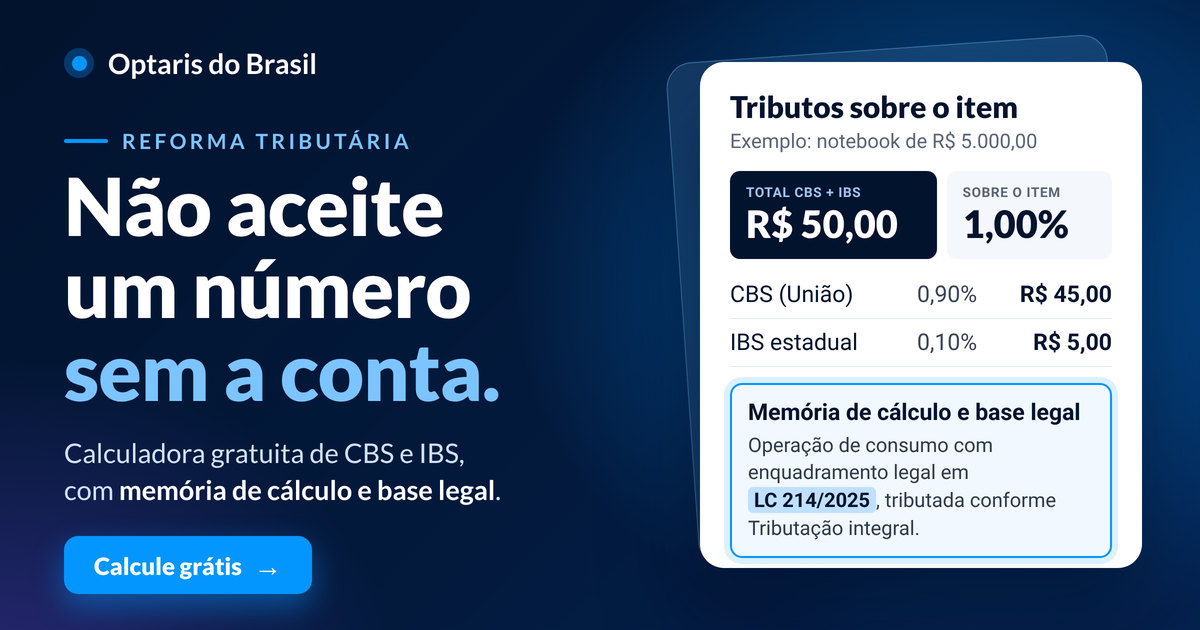 Optaris do Brasil
REFORMA TRIBUTÁRIA
Não aceite
um número
sem a conta.
Calculadora gratuita de CBS e IBS,
com memória de cálculo e base legal.
Calcule grátis →
Tributos sobre o item
Exemplo: notebook de R$ 5.000,00
TOTAL CBS + IBS
R$ 50,00
SOBRE O ITEM
1,00%
CBS (União) 0,90% R$ 45,00
IBS estadual 0,10% R$ 5,00
Memória de cálculo e base legal
Operação de consumo com
enquadramento legal em
LC 214/2025, tributada conforme
Tributação integral.